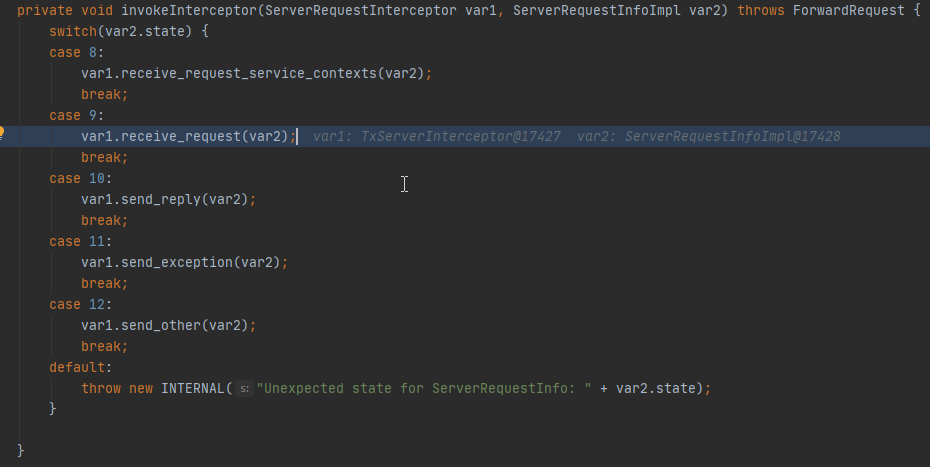 private void invokeInterceptor(ServerRequestInterceptor var1, ServerRequestInfoImpl var2) throws ForwardRequest {
    switch(var2.state) {
    case 8:
        var1.receive_request_service_contexts(var2);
        break;
    case 9:
        var1.receive_request(var2);  var1: TxServerInterceptor@17427  var2: ServerRequestInfoImpl@17428
        break;
    case 10:
        var1.send_reply(var2);
        break;
    case 11:
        var1.send_exception(var2);
        break;
    case 12:
        var1.send_other(var2);
        break;
    default:
        throw new INTERNAL( s: "Unexpected state for ServerRequestInfo: " + var2.state);
    }
}